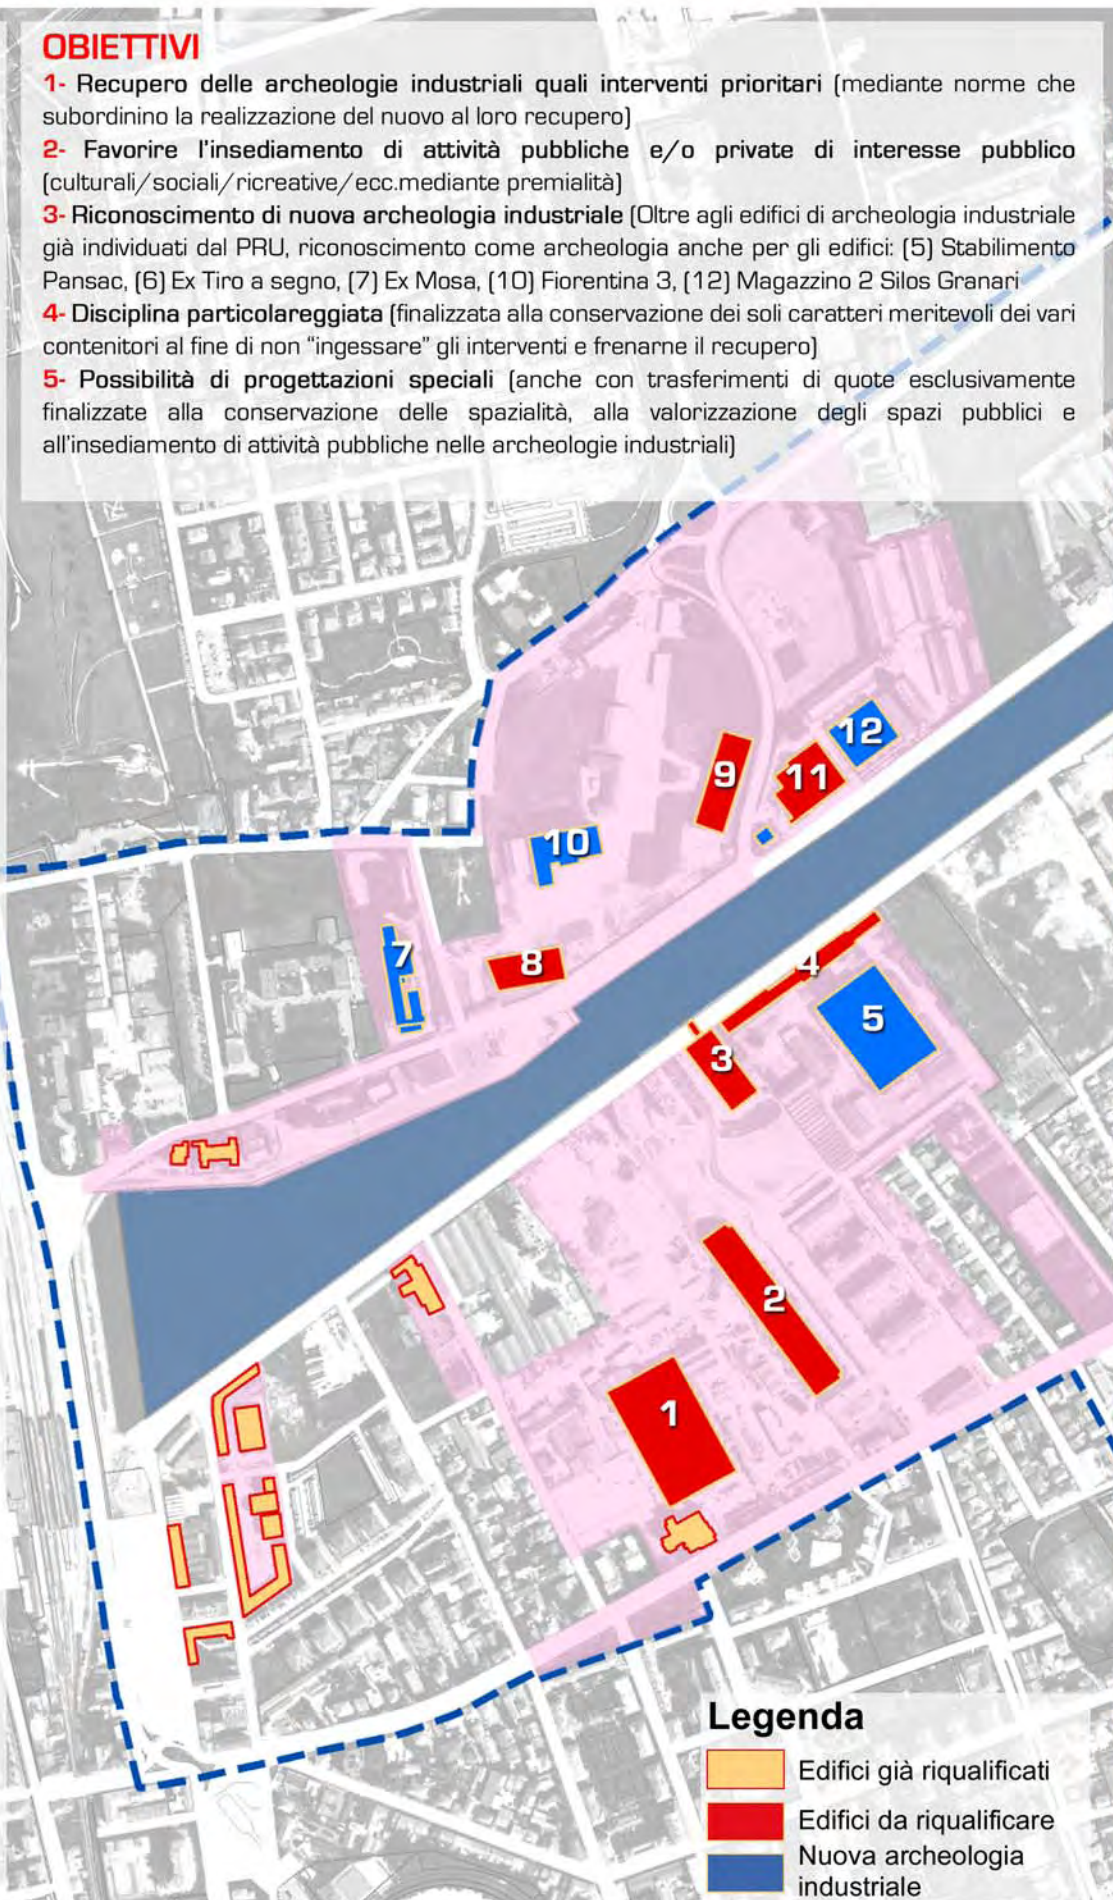 OBIETTIVI
1- Recupero delle archeologie industriali quali interventi prioritari (mediante norme che
subordinino la realizzazione del nuovo al loro recupero)
2- Favorire l'insediamento di attività pubbliche e/o private di interesse pubblico
(culturali/sociali/ricreative/ecc.mediante premialità)
3- Riconoscimento di nuova archeologia industriale (Oltre agli edifici di archeologia industriale
già individuati dal PRU, riconoscimento come archeologia anche per gli edifici: (5) Stabilimento
Pansac, (6) Ex Tiro a segno, (7) Ex Mosa, (10) Fiorentina 3, (12) Magazzino 2 Silos Granari
4- Disciplina particolareggiata (finalizzata alla conservazione dei soli caratteri meritevoli dei vari
contenitori al fine di non "ingessare" gli interventi e frenarne il recupero)
5- Possibilità di progettazioni speciali (anche con trasferimenti di quote esclusivamente
finalizzate alla conservazione delle spazialità, alla valorizzazione degli spazi pubblici e
all'insediamento di attività pubbliche nelle archeologie industriali)
12
9
11
10
7
8
4
5
3
2
1
Legenda
Edifici già riqualificati
Edifici da riqualificare
Nuova archeologia
industriale